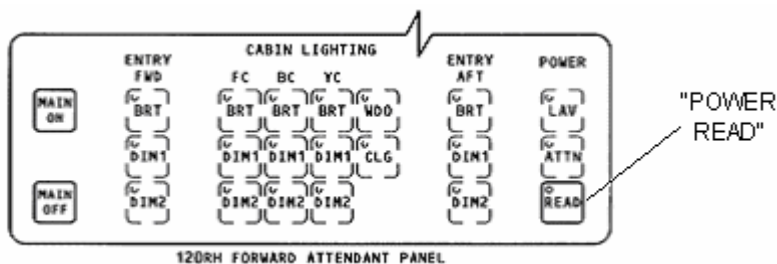 CABIN LIGHTING
ENTRY FWD
FC BC YC
ENTRY AFT
POWER
MAIN ON
BRT BRT BRT BRT WDO BRT LAV
DIM1 DIM1 DIM1 DIM1 CLG DIM1 ATTN
MAIN OFF
DIM2 DIM2 DIM2 DIM2 DIM2 READ
"POWER
READ"
120RH FORWARD ATTENDANT PANEL